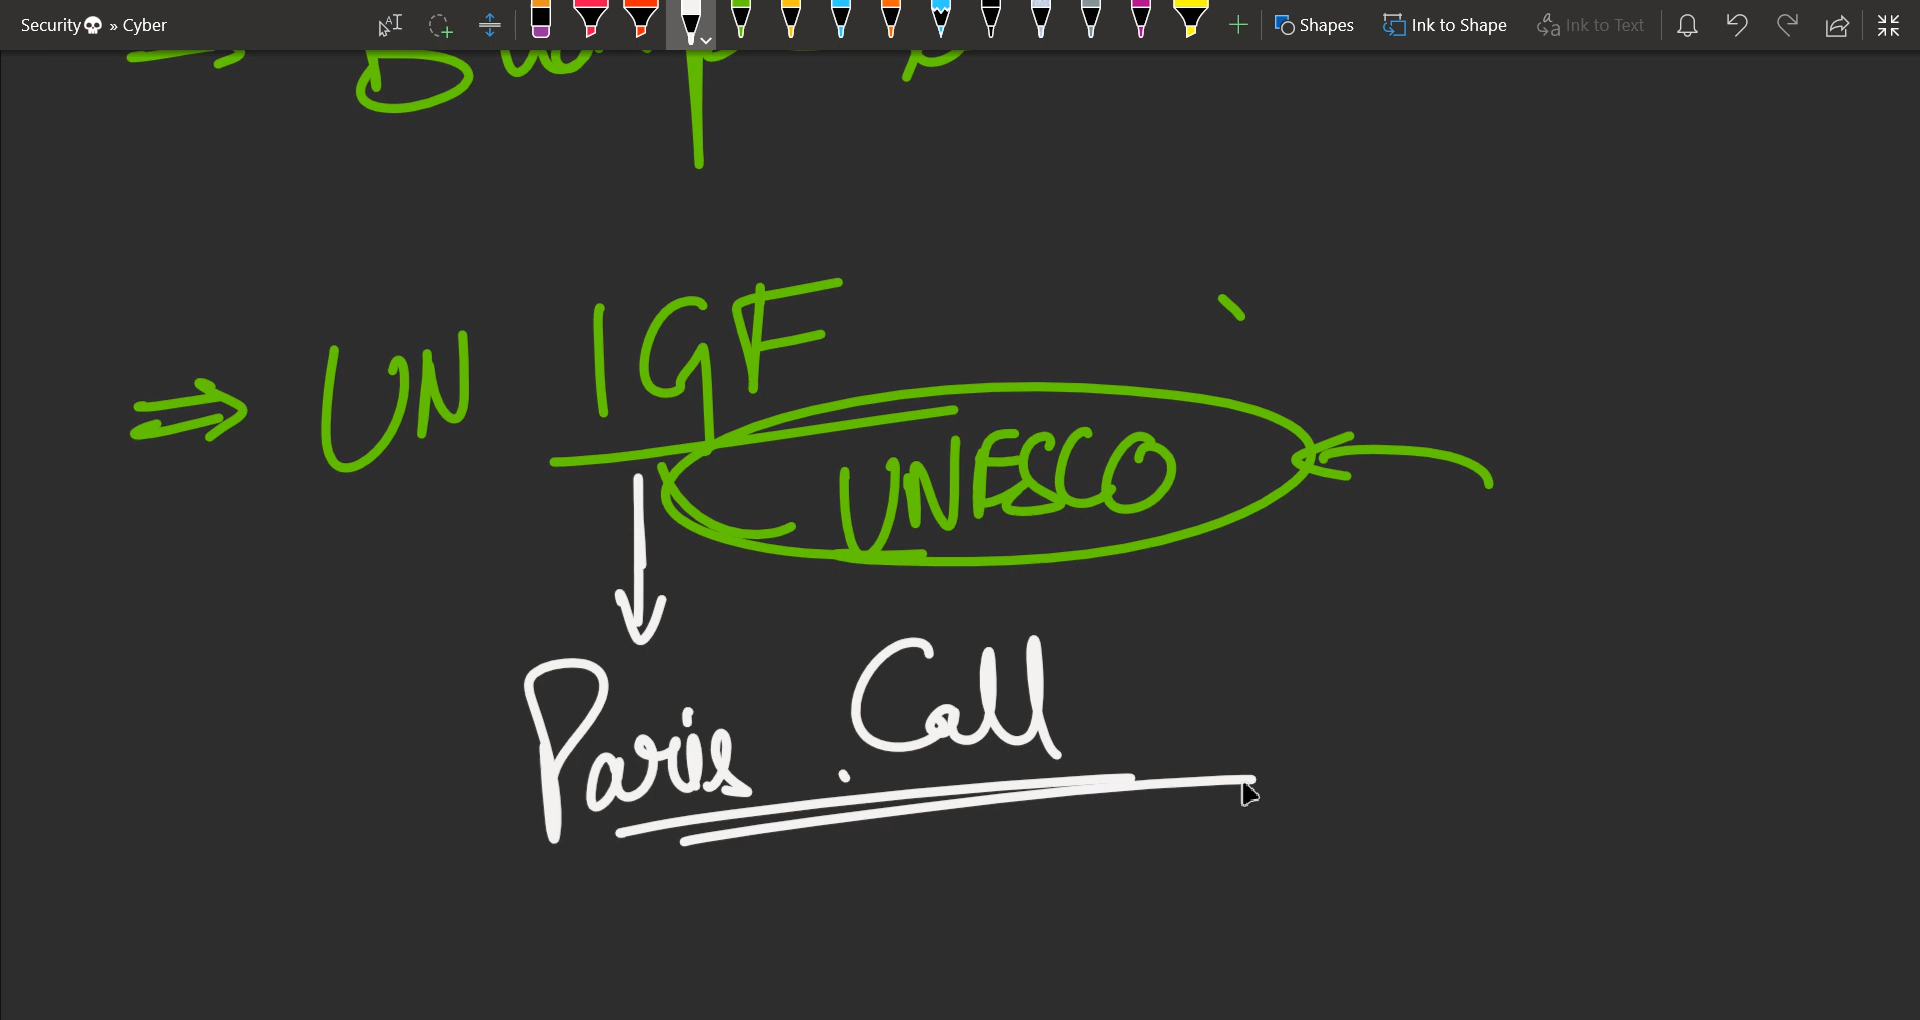 Security💀 » Cyber
Shapes
Ink to Shape
Ink to Text
⇒ UN IGF
UNESCO
Paris Call